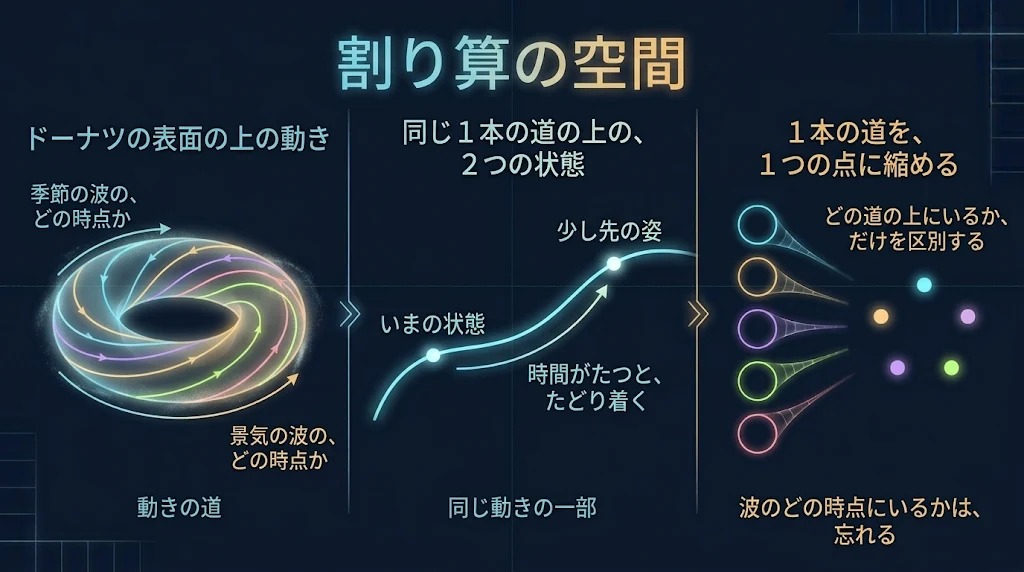 割り算の空間
ドーナツの表面の上の動き
季節の波の、
どの時点か
景気の波の、
どの時点か
動きの道
同じ１本の道の上の、
２つの状態
少し先の姿
いまの状態
時間がたつと、
たどり着く
同じ動きの一部
１本の道を、
１つの点に縮める
どの道の上にいるか、
だけを区別する
波のどの時点にいるかは、
忘れる